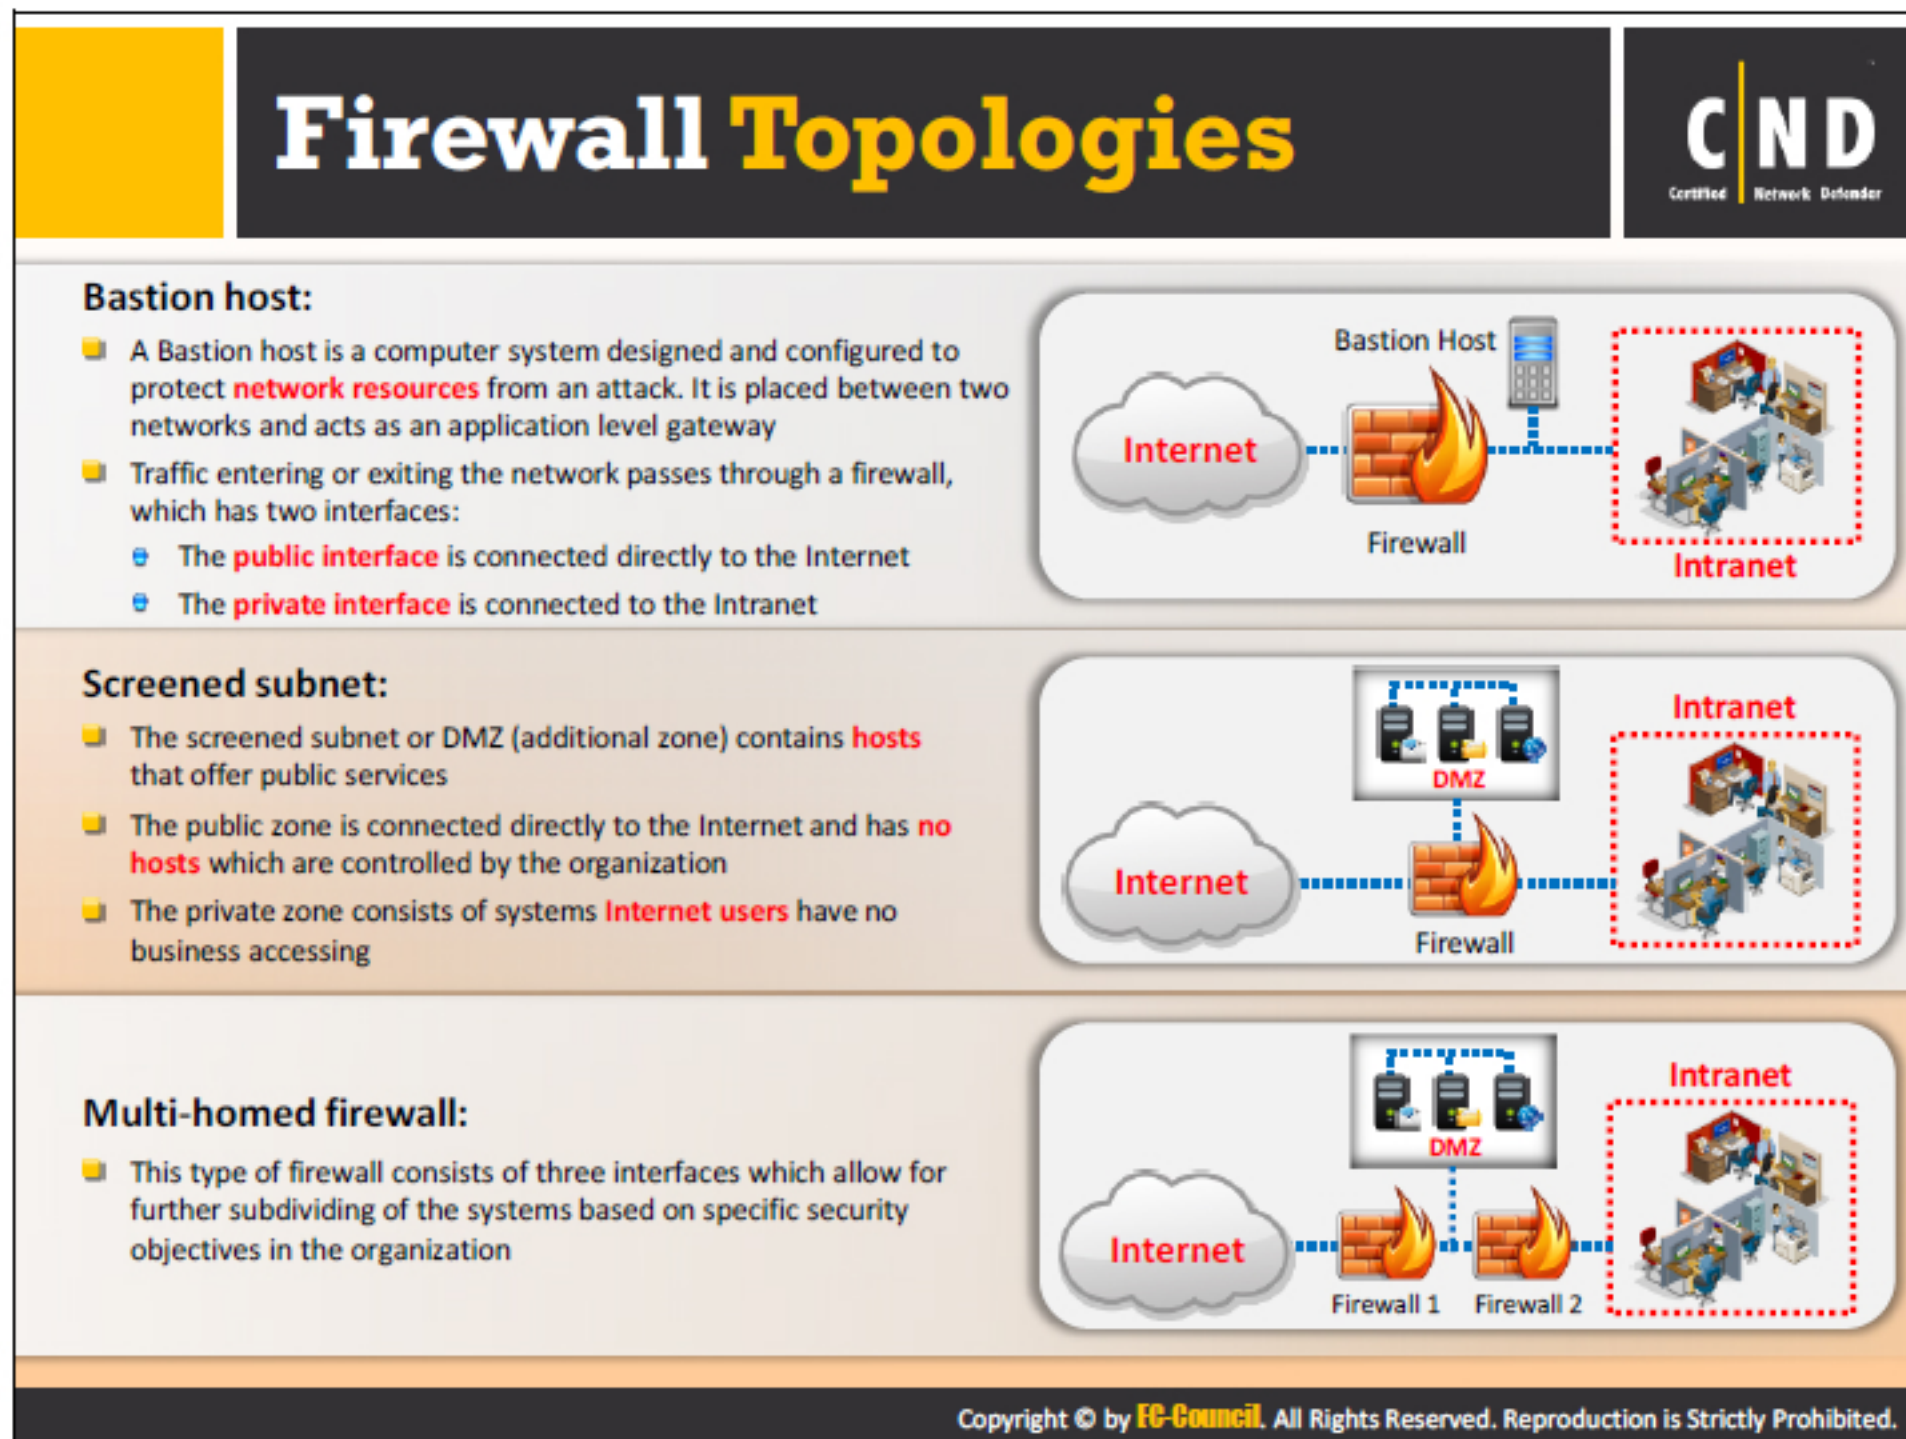 Firewall Topologies
C|ND
Certified Network Defender
Bastion host:
A Bastion host is a computer system designed and configured to
protect network resources from an attack. It is placed between two
networks and acts as an application level gateway
Traffic entering or exiting the network passes through a firewall,
which has two interfaces:
The public interface is connected directly to the Internet
The private interface is connected to the Intranet
Bastion Host
Internet
Firewall
Intranet
Screened subnet:
The screened subnet or DMZ (additional zone) contains hosts
that offer public services
The public zone is connected directly to the Internet and has no
hosts which are controlled by the organization
The private zone consists of systems Internet users have no
business accessing
DMZ
Intranet
Internet
Firewall
Multi-homed firewall:
This type of firewall consists of three interfaces which allow for
further subdividing of the systems based on specific security
objectives in the organization
DMZ
Intranet
Internet
Firewall 1
Firewall 2
Copyright © by EC-Council. All Rights Reserved. Reproduction is Strictly Prohibited.